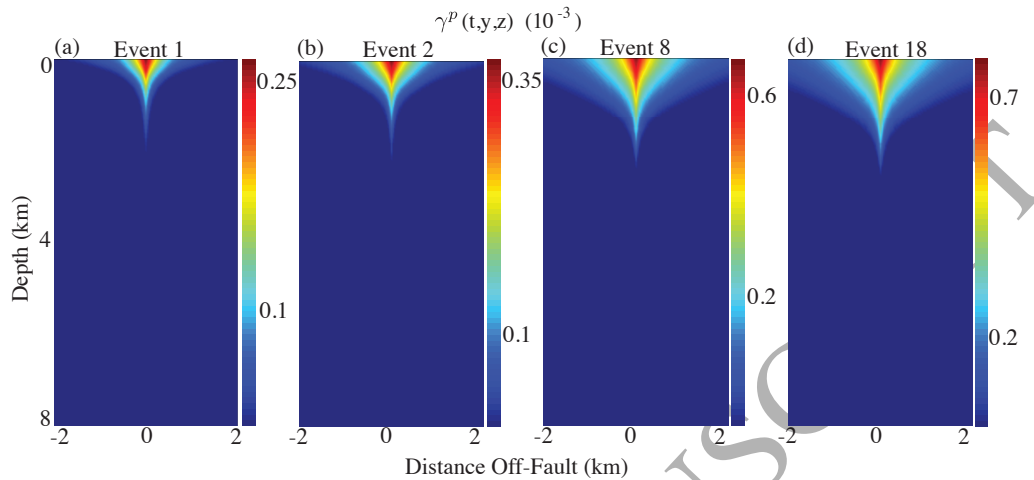 γ^p (t,y,z) (10^-3)
(a) Event 1
(b) Event 2
(c) Event 8
(d) Event 18
0
4
8
Depth (km)
0.25
0.1
0.35
0.1
0.6
0.2
0.7
0.2
-2 0 2
-2 0 2
-2 0 2
-2 0 2
Distance Off-Fault (km)